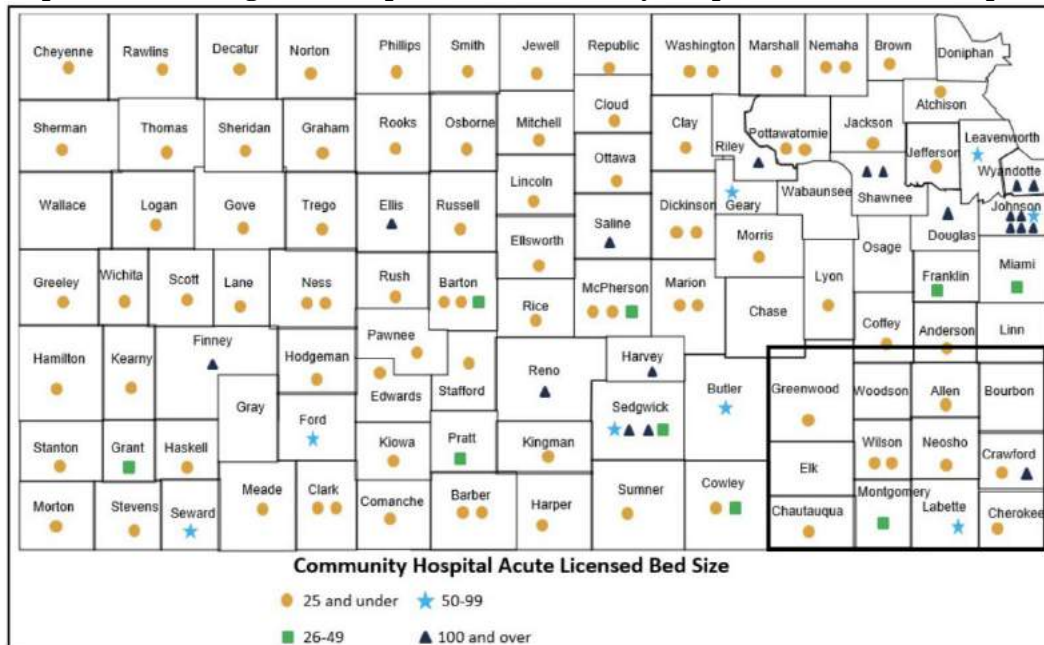 Cheyenne Rawlins Decatur Norton Phillips Smith Jewell Republic Washington Marshall Nemaha Brown Doniphan
Cloud Atchison
Sherman Thomas Sheridan Graham Rooks Osborne Mitchell Clay Pottawatomie Jackson
Riley Jefferson Leavenworth
Ottawa Wyandotte
Lincoln
Wallace Logan Gove Trego Ellis Russell Saline Dickinson Geary Wabaunsee Shawnee Johnson
Ellsworth Morris Douglas
Osage
Greeley Wichita Scott Lane Ness Rush Barton McPherson Marion Lyon Franklin Miami
Rice Chase
Pawnee Coffey Anderson Linn
Hamilton Kearny Finney Hodgeman Harvey
Reno
Edwards Stafford Butler Greenwood Woodson Allen Bourbon
Gray Ford Sedgwick
Stanton Grant Haskell Kiowa Pratt Kingman Elk Wilson Neosho Crawford
Meade Clark Barber Sumner Cowley Montgomery
Morton Stevens Seward Comanche Harper Chautauqua Labette Cherokee
Community Hospital Acute Licensed Bed Size
25 and under 50-99
26-49 100 and over